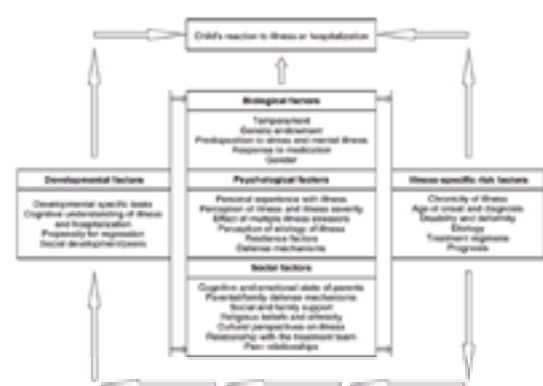 Child's reaction to illness or hospitalization
Biological factors
Temperament
Genetic endowment
Predisposition to stress and mental illness
Response to medication
Gender
Developmental factors
Developmental specific tasks
Cognitive understanding of illness
and hospitalization
Propensity for regression
Social development/peers
Psychological factors
Personal experience with illness
Perception of illness and illness severity
Effect of multiple illness stressors
Perception of etiology of illness
Resilience factors
Defense mechanisms
Illness-specific risk factors
Chronicity of illness
Age of onset and diagnosis
Disability and deformity
Etiology
Treatment regimens
Prognosis
Social factors
Cognitive and emotional state of parents
Parental/family defense mechanisms
Social and family support
Religious beliefs and ethnicity
Cultural perspectives on illness
Relationship with the treatment team
Peer relationships